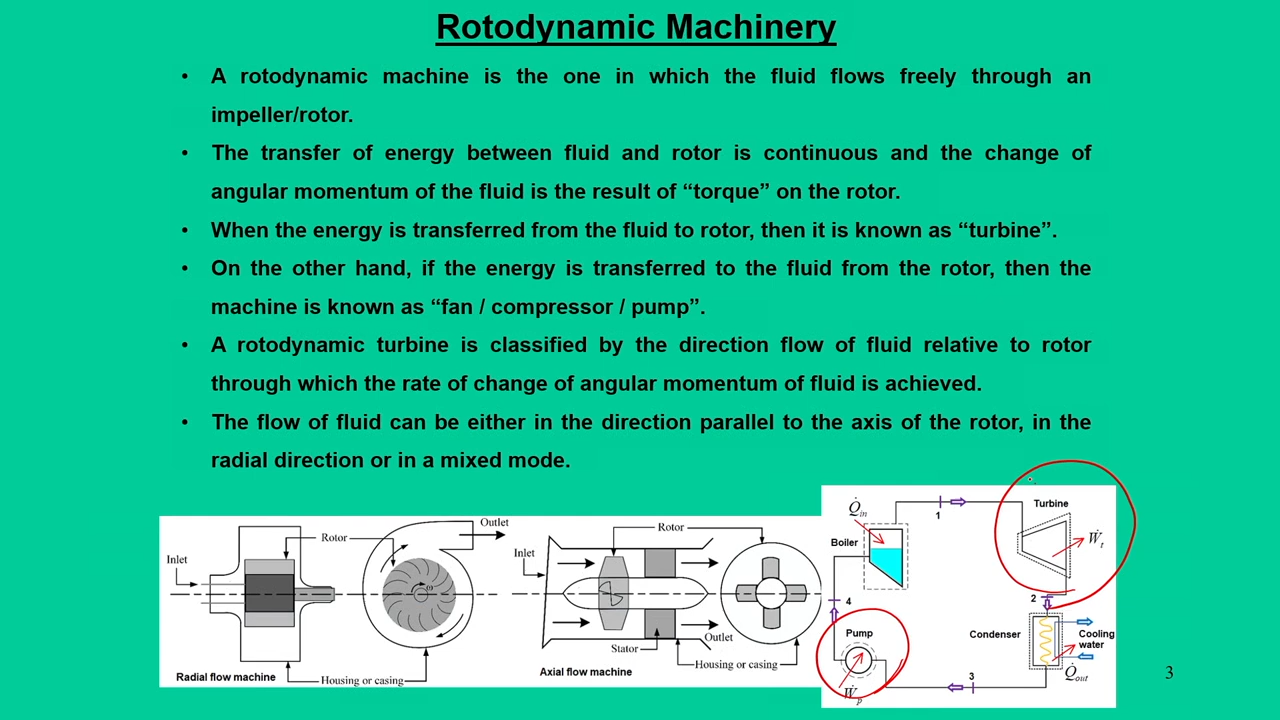 Rotodynamic Machinery
• A rotodynamic machine is the one in which the fluid flows freely through an
impeller/rotor.
• The transfer of energy between fluid and rotor is continuous and the change of
angular momentum of the fluid is the result of “torque” on the rotor.
• When the energy is transferred from the fluid to rotor, then it is known as “turbine”.
• On the other hand, if the energy is transferred to the fluid from the rotor, then the
machine is known as “fan / compressor / pump”.
• A rotodynamic turbine is classified by the direction flow of fluid relative to rotor
through which the rate of change of angular momentum of fluid is achieved.
• The flow of fluid can be either in the direction parallel to the axis of the rotor, in the
radial direction or in a mixed mode.
Inlet
Rotor
Outlet
ω
Radial flow machine
Housing or casing
Inlet
Rotor
Outlet
Stator
Housing or casing
Axial flow machine
Q̇in
Boiler
1
Turbine
Ẇt
2
4
Pump
Ẇp
Condenser
Cooling
water
Q̇out
3
3